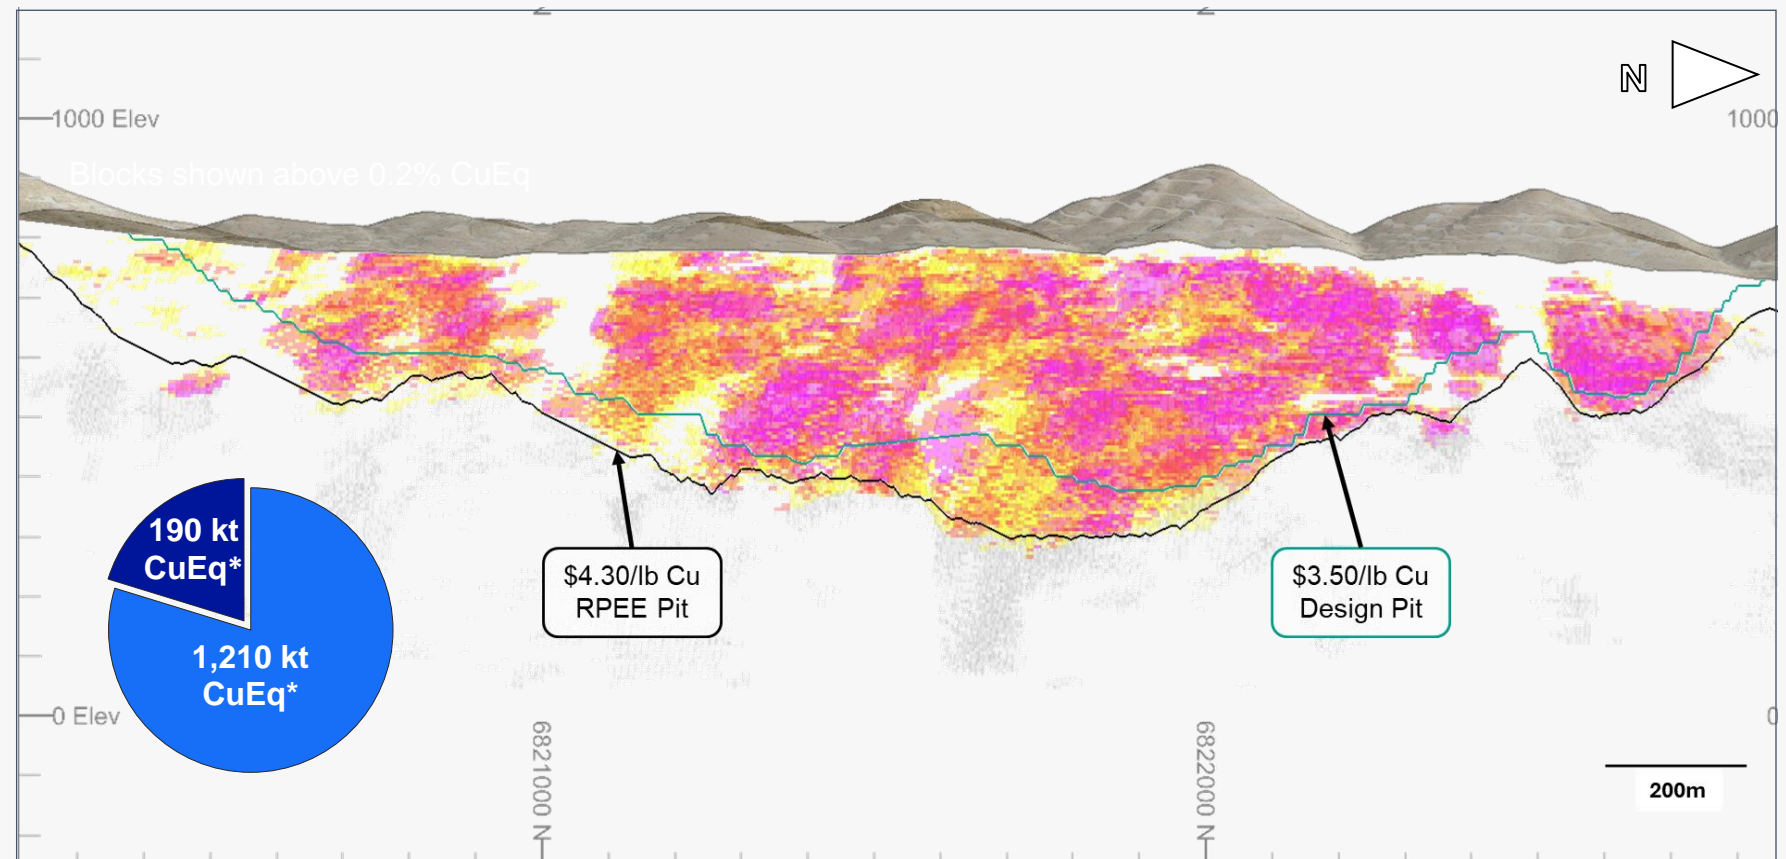 N
1000 Elev
1000
Blocks shown above 0.2% CuEq
190 kt
CuEq*
1,210 kt
CuEq*
$4.30/lb Cu
RPEE Pit
$3.50/lb Cu
Design Pit
0 Elev
0
6821000 N
6822000 N
200m